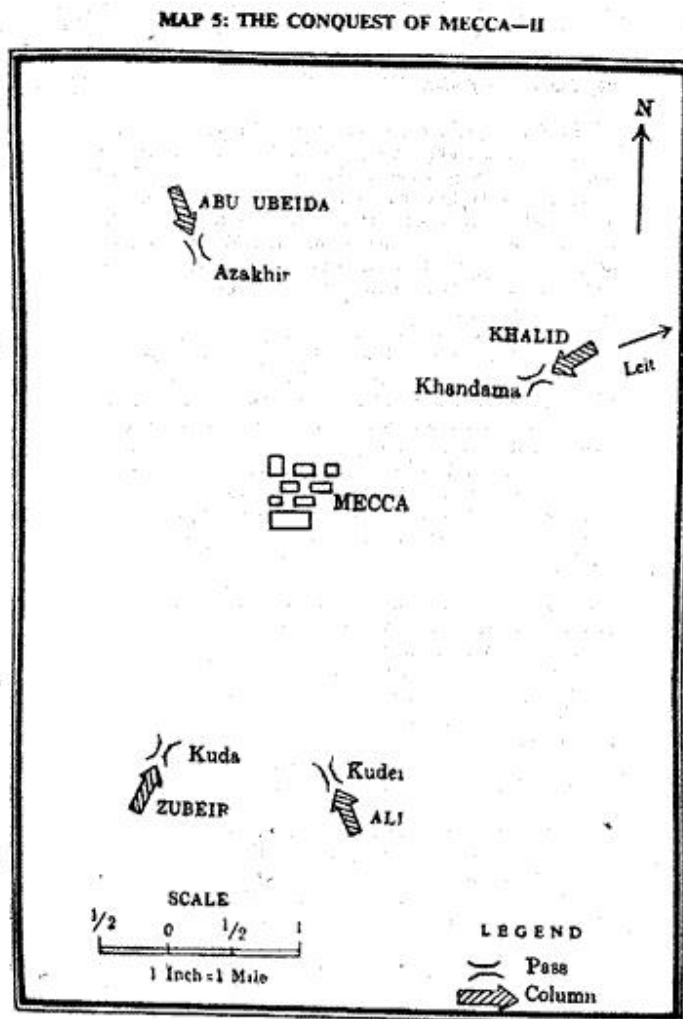 MAP 5: THE CONQUEST OF MECCA—II
N
ABU UBEIDA
Azakhir
KHALID
Leit
Khandama
MECCA
Kuda
Kudei
ZUBEIR
ALI
SCALE
1/2 0 1/2 1
1 Inch=1 Mile
LEGEND
Pass
Column